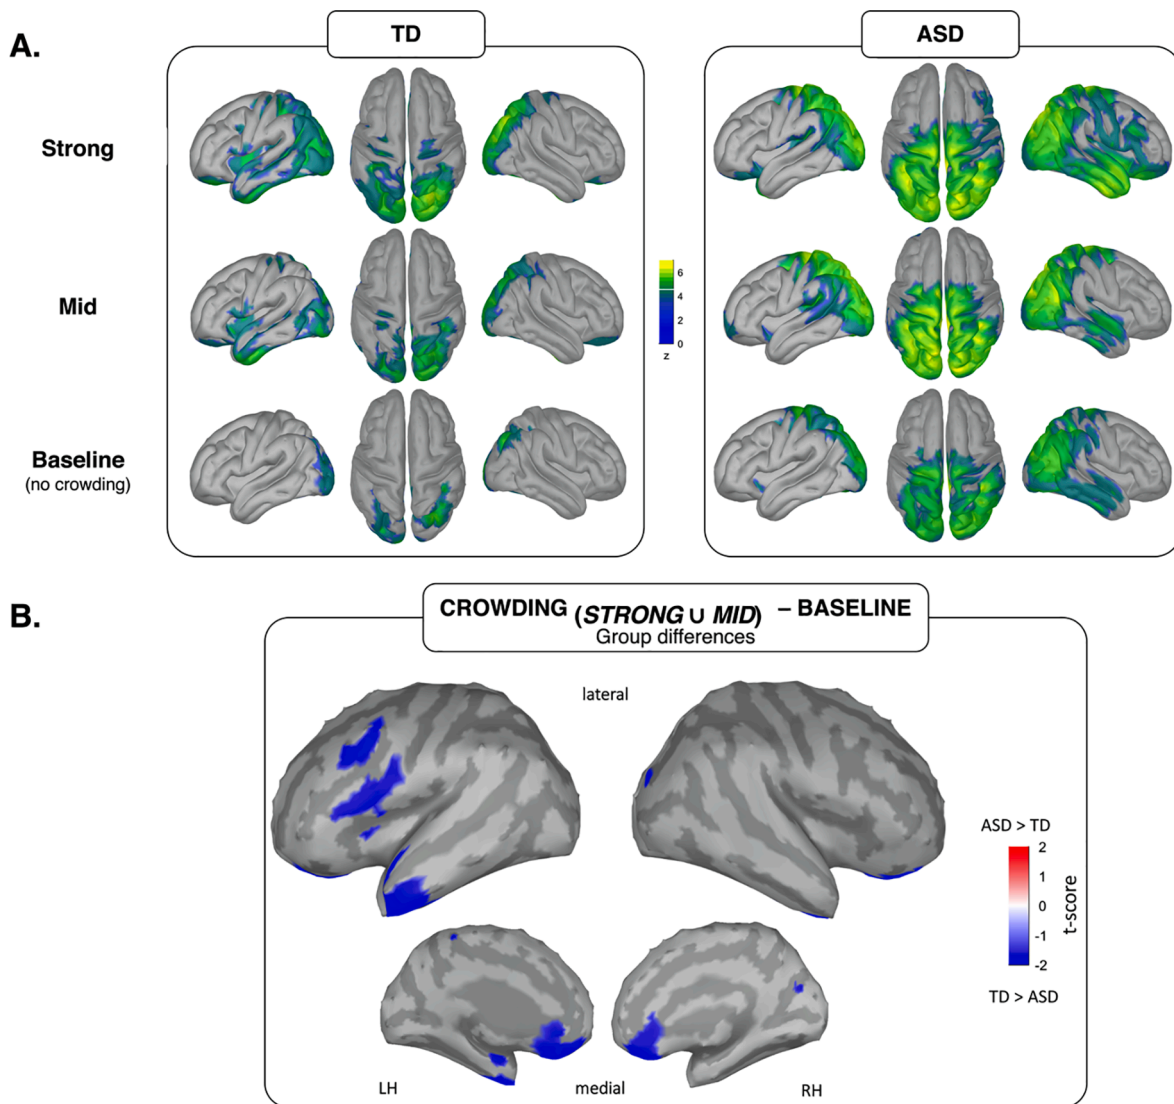 A.
TD
ASD
Strong
Mid
Baseline
(no crowding)
6
4
2
0
z
B.
CROWDING (STRONG ∪ MID) – BASELINE
Group differences
lateral
ASD > TD
2
1
0
-1
-2
t-score
TD > ASD
LH
medial
RH